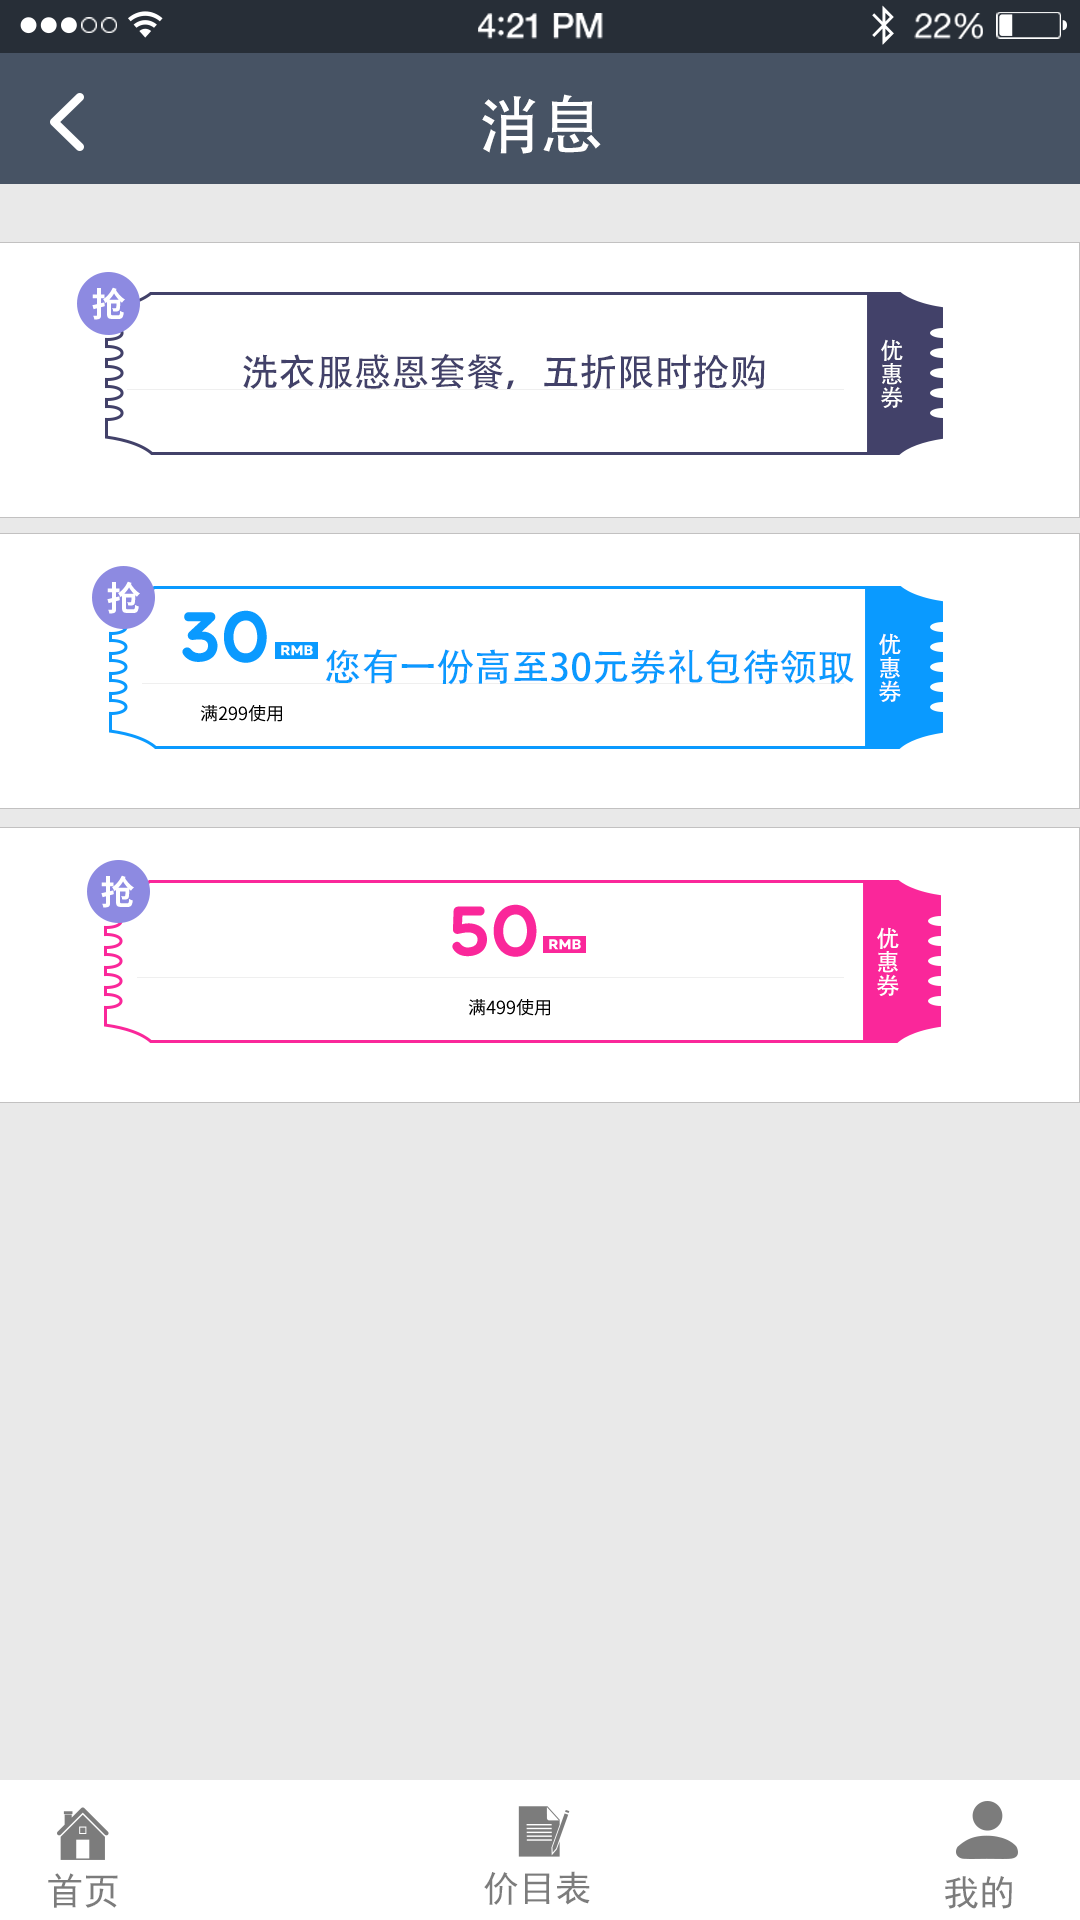 4:21 PM 22%
消息
抢
洗衣服感恩套餐，五折限时抢购
优惠券
抢
30 RMB 您有一份高至30元券礼包待领取
满299使用
优惠券
抢
50 RMB
满499使用
优惠券
首页 价目表 我的